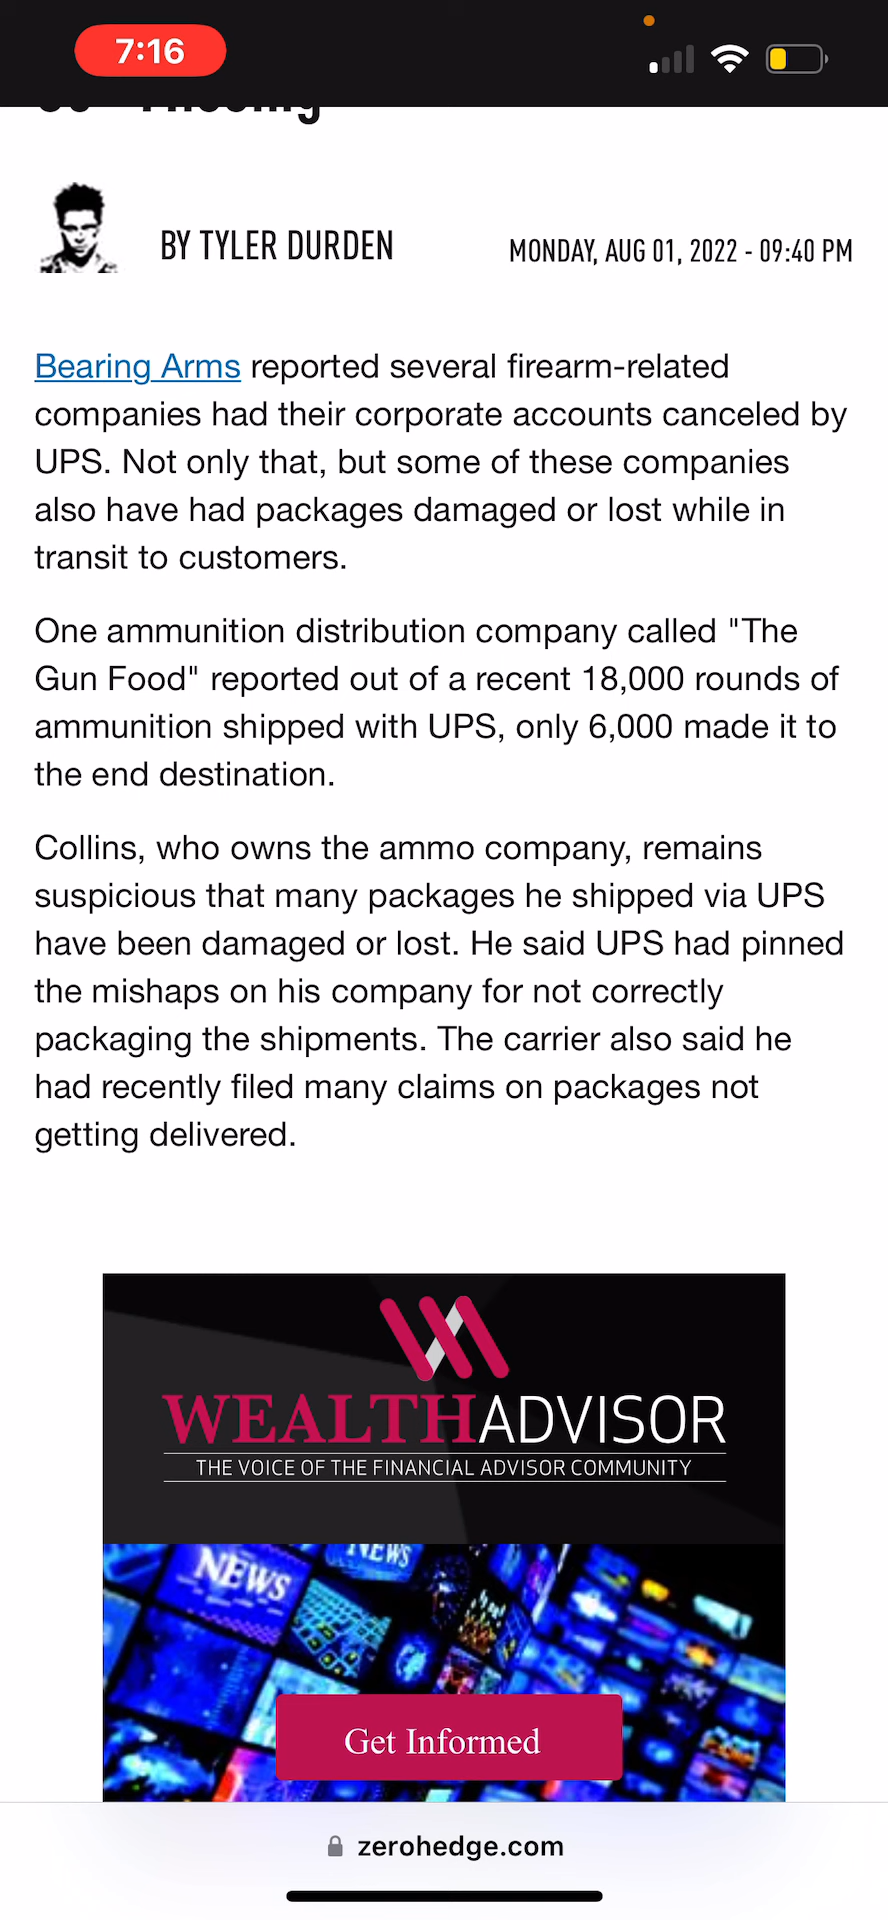 7:16
BY TYLER DURDEN
MONDAY, AUG 01, 2022 - 09:40 PM
Bearing Arms reported several firearm-related
companies had their corporate accounts canceled by
UPS. Not only that, but some of these companies
also have had packages damaged or lost while in
transit to customers.
One ammunition distribution company called "The
Gun Food" reported out of a recent 18,000 rounds of
ammunition shipped with UPS, only 6,000 made it to
the end destination.
Collins, who owns the ammo company, remains
suspicious that many packages he shipped via UPS
have been damaged or lost. He said UPS had pinned
the mishaps on his company for not correctly
packaging the shipments. The carrier also said he
had recently filed many claims on packages not
getting delivered.
WEALTHADVISOR
THE VOICE OF THE FINANCIAL ADVISOR COMMUNITY
NEWS
NEWS
Get Informed
zerohedge.com